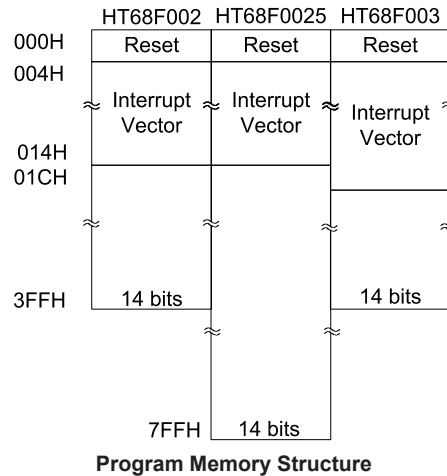 HT68F002 HT68F0025 HT68F003
000H Reset Reset Reset
004H
Interrupt Vector
Interrupt Vector
Interrupt Vector
014H
01CH
3FFH 14 bits 14 bits
7FFH 14 bits
Program Memory Structure